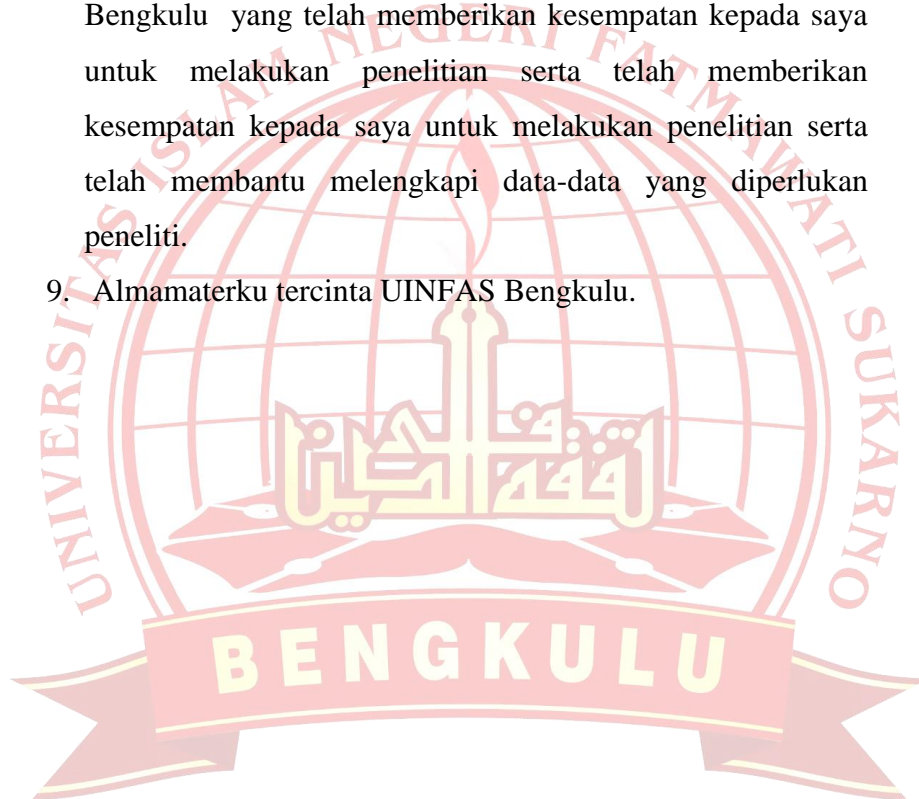 Bengkulu yang telah memberikan kesempatan kepada saya
untuk melakukan penelitian serta telah memberikan
kesempatan kepada saya untuk melakukan penelitian serta
telah membantu melengkapi data-data yang diperlukan
peneliti.
9. Almamaterku tercinta UINFAS Bengkulu.
UNIVERSITAS ISLAM NEGERI FATMAWATI SUKARNO
BENGKULU